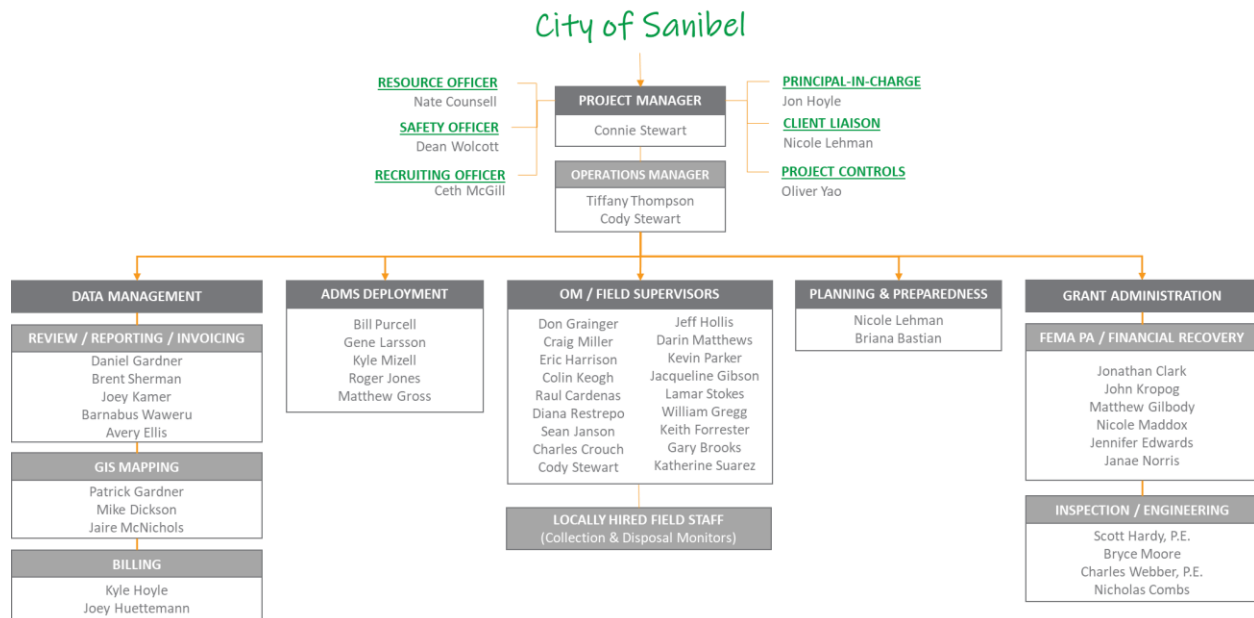 City of Sanibel
RESOURCE OFFICER
Nate Counsell
SAFETY OFFICER
Dean Wolcott
RECRUITING OFFICER
Ceth McGill
PROJECT MANAGER
Connie Stewart
OPERATIONS MANAGER
Tiffany Thompson
Cody Stewart
PRINCIPAL-IN-CHARGE
Jon Hoyle
CLIENT LIAISON
Nicole Lehman
PROJECT CONTROLS
Oliver Yao
DATA MANAGEMENT
REVIEW / REPORTING / INVOICING
Daniel Gardner
Brent Sherman
Joey Kamer
Barnabus Waweru
Avery Ellis
GIS MAPPING
Patrick Gardner
Mike Dickson
Jaire McNichols
BILLING
Kyle Hoyle
Joey Huettemann
ADMS DEPLOYMENT
Bill Purcell
Gene Larsson
Kyle Mizell
Roger Jones
Matthew Gross
OM / FIELD SUPERVISORS
Don Grainger
Craig Miller
Eric Harrison
Colin Keogh
Raul Cardenas
Diana Restrepo
Sean Janson
Charles Crouch
Cody Stewart
Jeff Hollis
Darin Matthews
Kevin Parker
Jacqueline Gibson
Lamar Stokes
William Gregg
Keith Forrester
Gary Brooks
Katherine Suarez
LOCALLY HIRED FIELD STAFF
(Collection & Disposal Monitors)
PLANNING & PREPAREDNESS
Nicole Lehman
Briana Bastian
GRANT ADMINISTRATION
FEMA PA / FINANCIAL RECOVERY
Jonathan Clark
John Kropog
Matthew Gilbody
Nicole Maddox
Jennifer Edwards
Janae Norris
INSPECTION / ENGINEERING
Scott Hardy, P.E.
Bryce Moore
Charles Webber, P.E.
Nicholas Combs